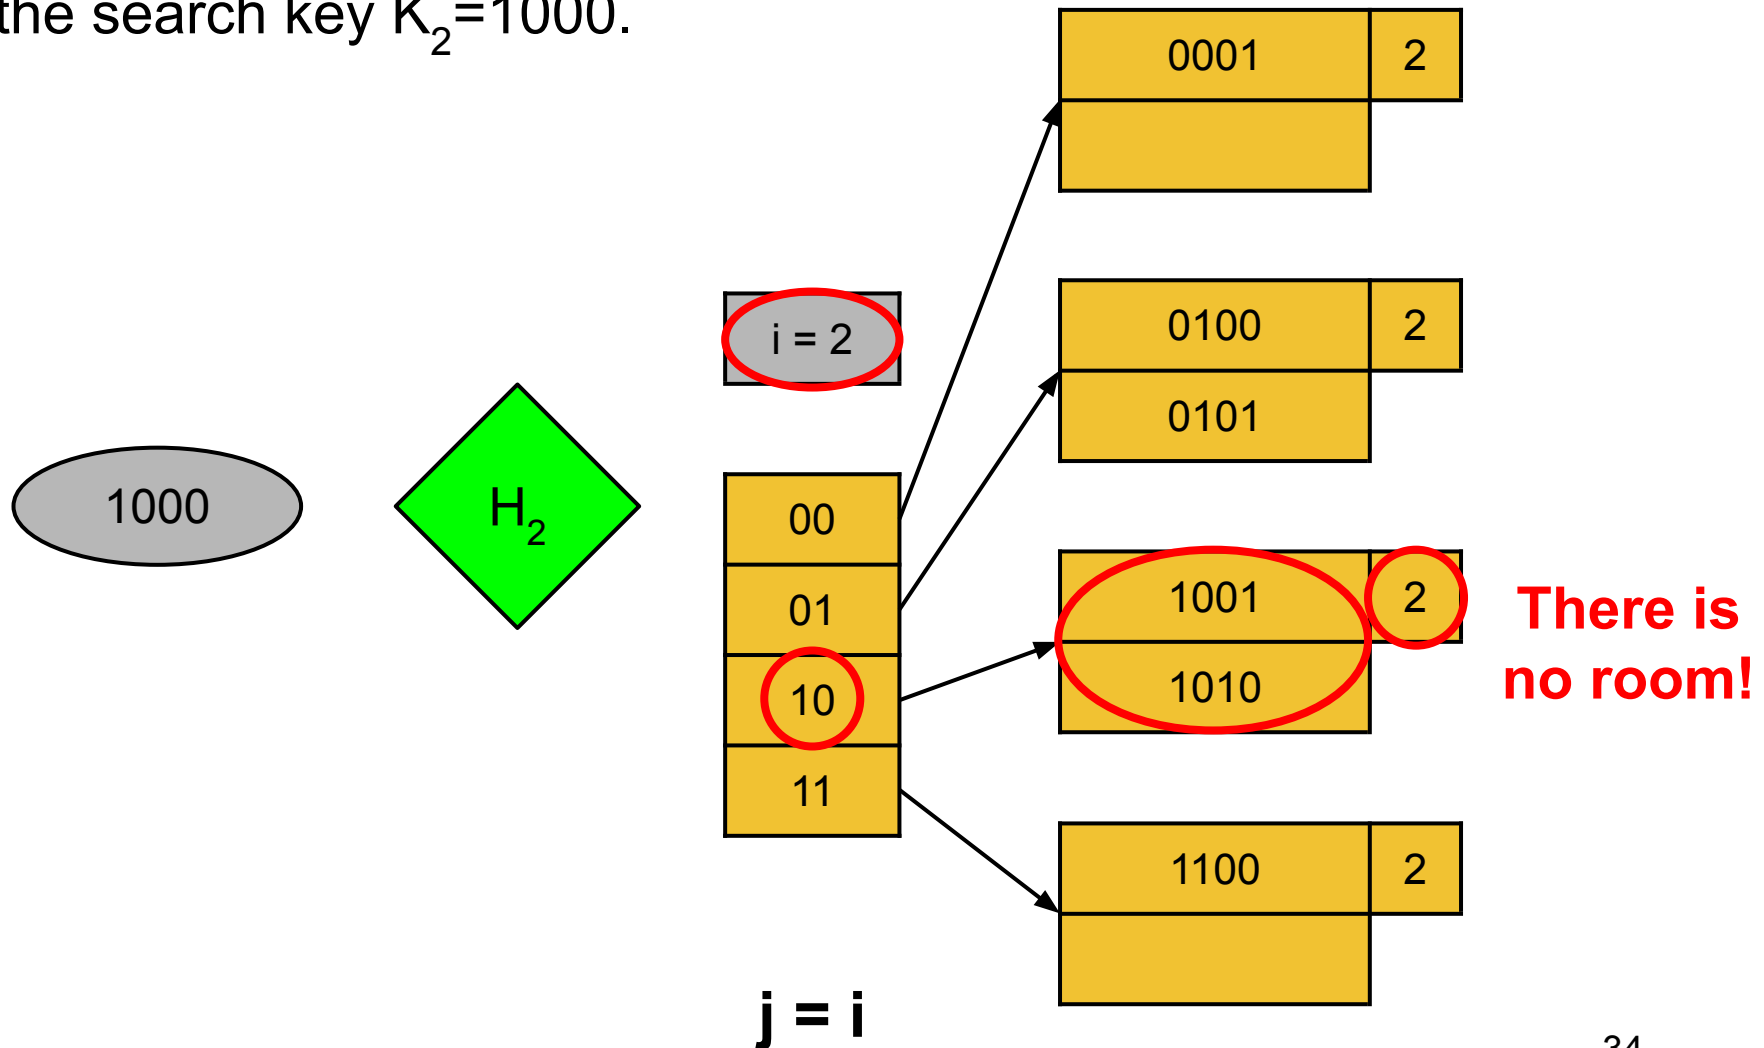 the search key K₂=1000.
0001 2
i = 2
0100 2
0101
1000
H₂
00
01
10
11
1001 2
1010
There is
no room!
1100 2
j = i
34